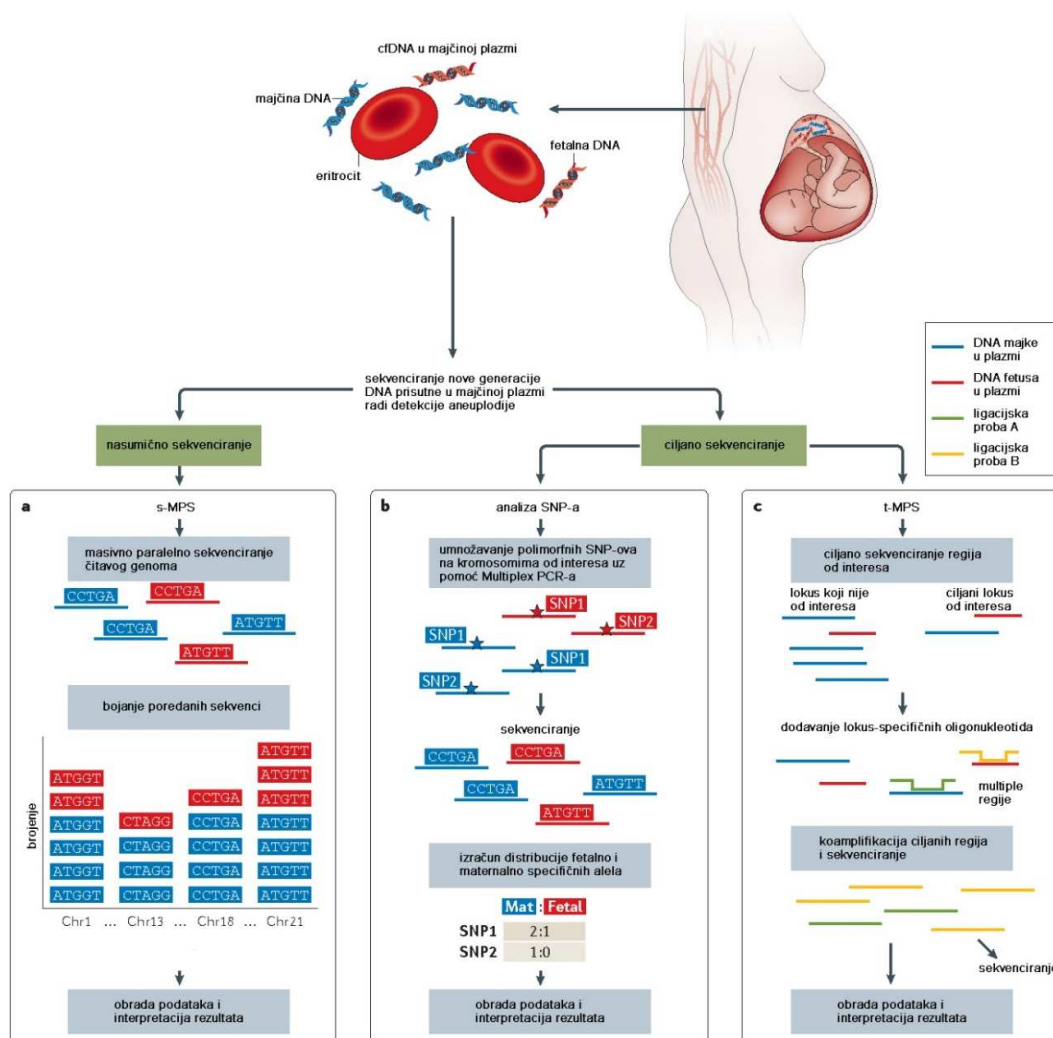 cfDNA u majčinoj plazmi
majčina DNA
fetalna DNA
eritrocit
DNA majke
u plazmi
DNA fetusa
u plazmi
ligacijska
proba A
ligacijska
proba B
sekvenciranje nove generacije
DNA prisutne u majčinoj plazmi
radi detekcije aneuplodije
nasumično sekvenciranje
ciljano sekvenciranje
a
s-MPS
masivno paralelno sekvenciranje
čitavog genoma
CCTGA
CCTGA
CCTGA
ATGTT
ATGTT
bojanje poredanih sekvenci
brojenje
ATGTT
ATGGT ATGTT
ATGGT CCTGA ATGTT
ATGGT CTAGG CCTGA ATGTT
ATGGT CTAGG CCTGA ATGTT
ATGGT CTAGG CCTGA ATGTT
ATGGT CTAGG CCTGA ATGTT
Chr1 ... Chr13 ... Chr18 ... Chr21
obrada podataka i
interpretacija rezultata
b
analiza SNP-a
umnožavanje polimorfnih SNP-ova
na kromosomima od interesa uz
pomoć Multiplex PCR-a
SNP1
SNP2
SNP1
SNP1
SNP2
sekvenciranje
CCTGA
CCTGA
CCTGA
ATGTT
ATGTT
izračun distribucije fetalno i
maternalno specifičnih alela
Mat : Fetal
SNP1 2:1
SNP2 1:0
obrada podataka i
interpretacija rezultata
c
t-MPS
ciljano sekvenciranje regija
od interesa
lokus koji nije
od interesa
ciljani lokus
od interesa
dodavanje lokus-specifičnih oligonukleotida
multiple
regije
koamplifikacija ciljanih regija
i sekvenciranje
sekvenciranje
obrada podataka i
interpretacija rezultata